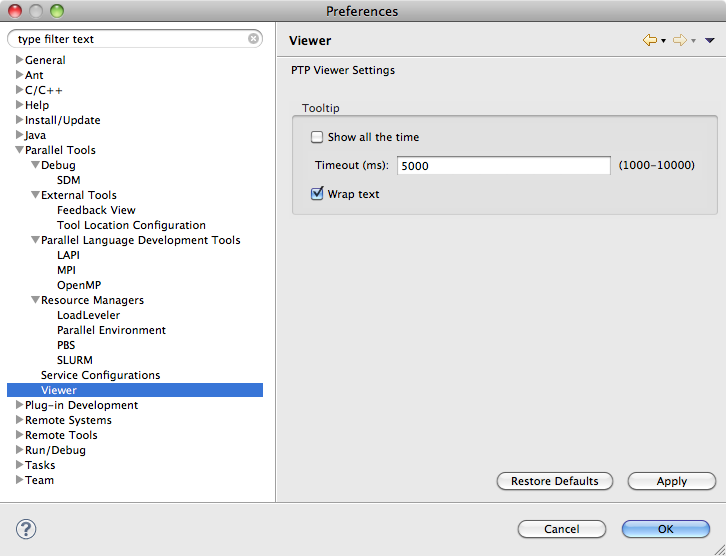 Preferences
type filter text
General
Ant
C/C++
Help
Install/Update
Java
Parallel Tools
Debug
SDM
External Tools
Feedback View
Tool Location Configuration
Parallel Language Development Tools
LAPI
MPI
OpenMP
Resource Managers
LoadLeveler
Parallel Environment
PBS
SLURM
Service Configurations
Viewer
Plug-in Development
Remote Systems
Remote Tools
Run/Debug
Tasks
Team
Viewer
PTP Viewer Settings
Tooltip
Show all the time
Timeout (ms): 5000 (1000-10000)
Wrap text
Restore Defaults Apply
? Cancel OK